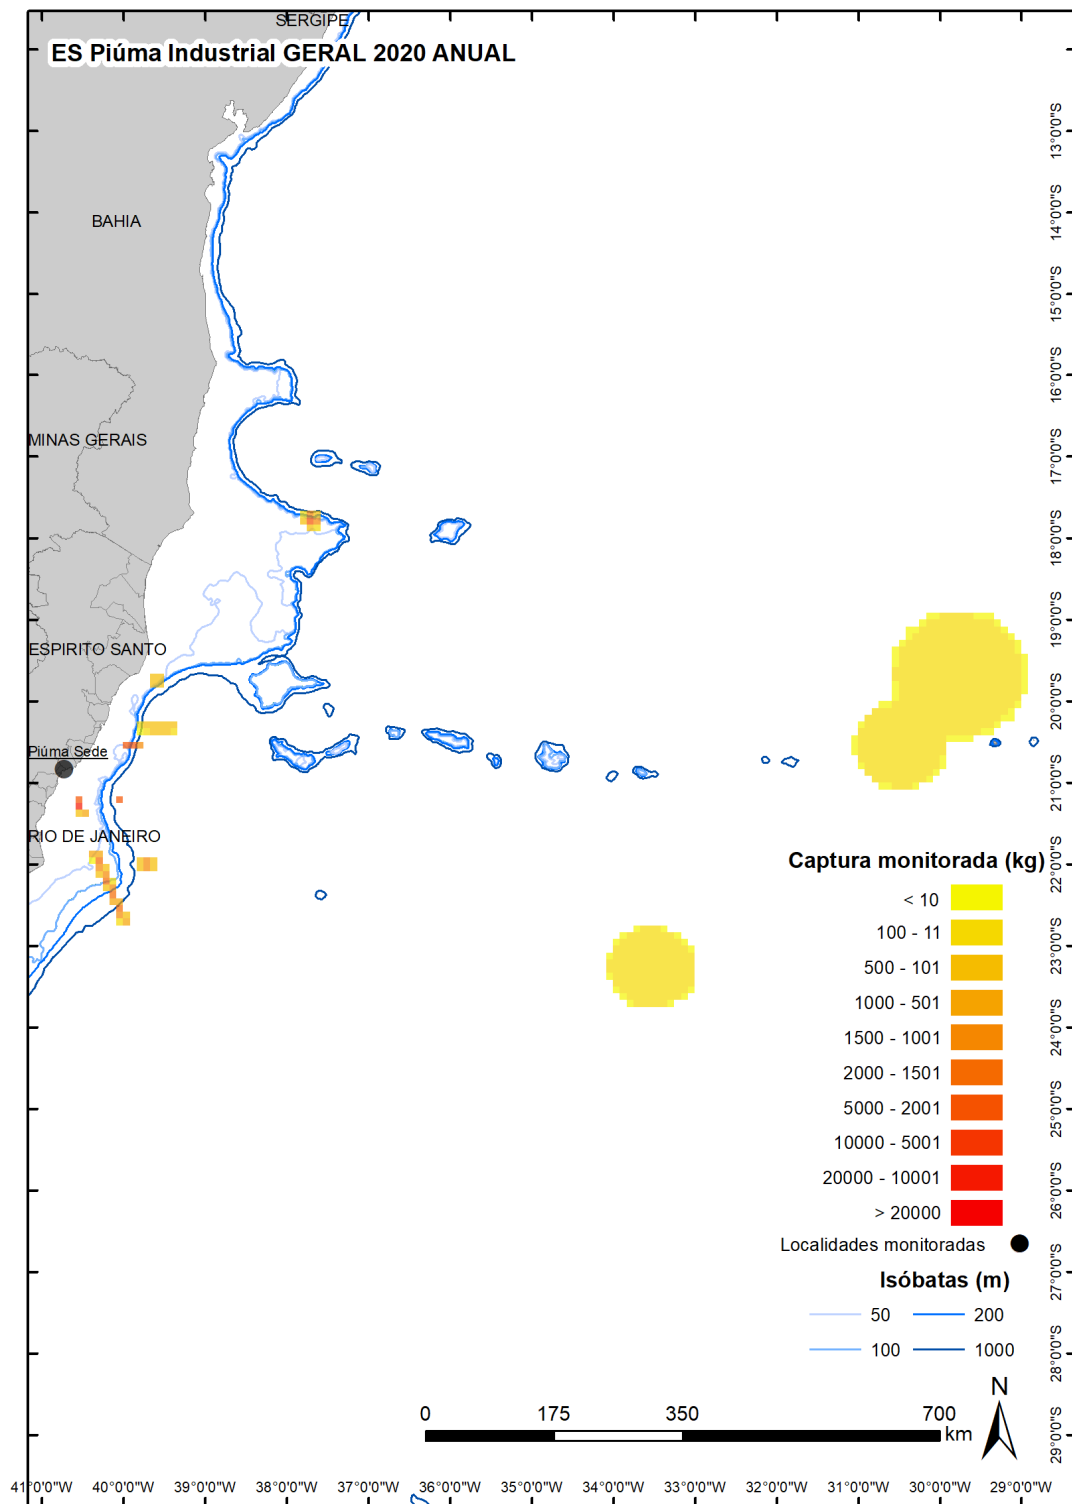 SERGIPE
ES Piúma Industrial GERAL 2020 ANUAL
13°0'0"S
BAHIA
14°0'0"S
15°0'0"S
16°0'0"S
MINAS GERAIS
17°0'0"S
18°0'0"S
19°0'0"S
ESPIRITO SANTO
20°0'0"S
Piúma Sede
21°0'0"S
RIO DE JANEIRO
22°0'0"S
Captura monitorada (kg)
< 10
100 - 11
23°0'0"S
500 - 101
1000 - 501
24°0'0"S
1500 - 1001
2000 - 1501
25°0'0"S
5000 - 2001
10000 - 5001
20000 - 10001
26°0'0"S
> 20000
Localidades monitoradas
27°0'0"S
Isóbatas (m)
50 200
100 1000
28°0'0"S
N
0 175 350 700
km
29°0'0"S
41°0'0"W 40°0'0"W 39°0'0"W 38°0'0"W 37°0'0"W 36°0'0"W 35°0'0"W 34°0'0"W 33°0'0"W 32°0'0"W 31°0'0"W 30°0'0"W 29°0'0"W